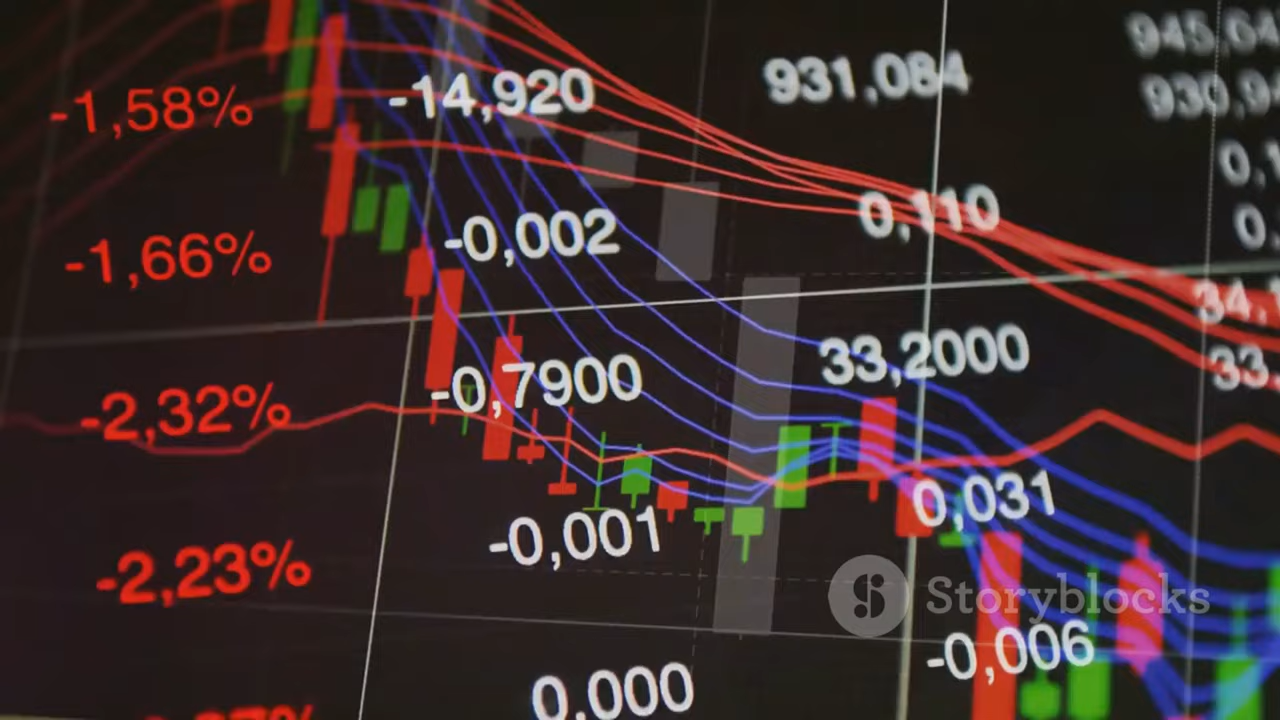 -1,58% -14,920 931,084
-1,66% -0,002 0,110
-2,32% -0,7900 33,2000
-2,23% -0,001 0,031
0,000 -0,006
Storyblocks